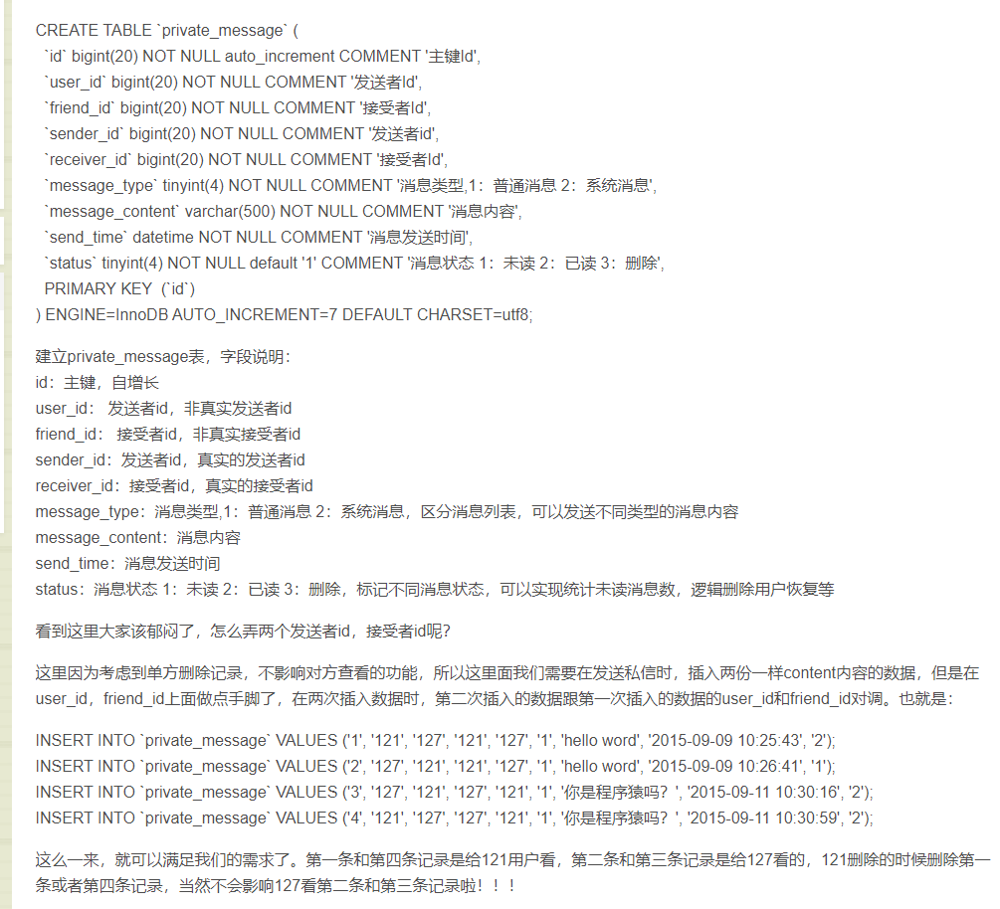 CREATE TABLE `private_message` (
`id` bigint(20) NOT NULL auto_increment COMMENT '主键Id',
`user_id` bigint(20) NOT NULL COMMENT '发送者Id',
`friend_id` bigint(20) NOT NULL COMMENT '接受者Id',
`sender_id` bigint(20) NOT NULL COMMENT '发送者id',
`receiver_id` bigint(20) NOT NULL COMMENT '接受者Id',
`message_type` tinyint(4) NOT NULL COMMENT '消息类型,1：普通消息 2：系统消息',
`message_content` varchar(500) NOT NULL COMMENT '消息内容',
`send_time` datetime NOT NULL COMMENT '消息发送时间',
`status` tinyint(4) NOT NULL default '1' COMMENT '消息状态 1：未读 2：已读 3：删除',
PRIMARY KEY  (`id`)
) ENGINE=InnoDB AUTO_INCREMENT=7 DEFAULT CHARSET=utf8;
建立private_message表，字段说明：
id：主键，自增长
user_id： 发送者id，非真实发送者id
friend_id： 接受者id，非真实接受者id
sender_id：发送者id，真实的发送者id
receiver_id：接受者id，真实的接受者id
message_type：消息类型,1：普通消息 2：系统消息，区分消息列表，可以发送不同类型的消息内容
message_content：消息内容
send_time：消息发送时间
status：消息状态 1：未读 2：已读 3：删除，标记不同消息状态，可以实现统计未读消息数，逻辑删除用户恢复等
看到这里大家该郁闷了，怎么弄两个发送者id，接受者id呢？
这里因为考虑到单方删除记录，不影响对方查看的功能，所以这里面我们需要在发送私信时，插入两份一样content内容的数据，但是在
user_id，friend_id上面做点手脚了，在两次插入数据时，第二次插入的数据跟第一次插入的数据的user_id和friend_id对调。也就是：
INSERT INTO `private_message` VALUES ('1', '121', '127', '121', '127', '1', 'hello word', '2015-09-09 10:25:43', '2');
INSERT INTO `private_message` VALUES ('2', '127', '121', '121', '127', '1', 'hello word', '2015-09-09 10:26:41', '1');
INSERT INTO `private_message` VALUES ('3', '127', '121', '127', '121', '1', '你是程序猿吗？', '2015-09-11 10:30:16', '2');
INSERT INTO `private_message` VALUES ('4', '121', '127', '127', '121', '1', '你是程序猿吗？', '2015-09-11 10:30:59', '2');
这么一来，就可以满足我们的需求了。第一条和第四条记录是给121用户看，第二条和第三条记录是给127看的，121删除的时候删除第一
条或者第四条记录，当然不会影响127看第二条和第三条记录啦！！！